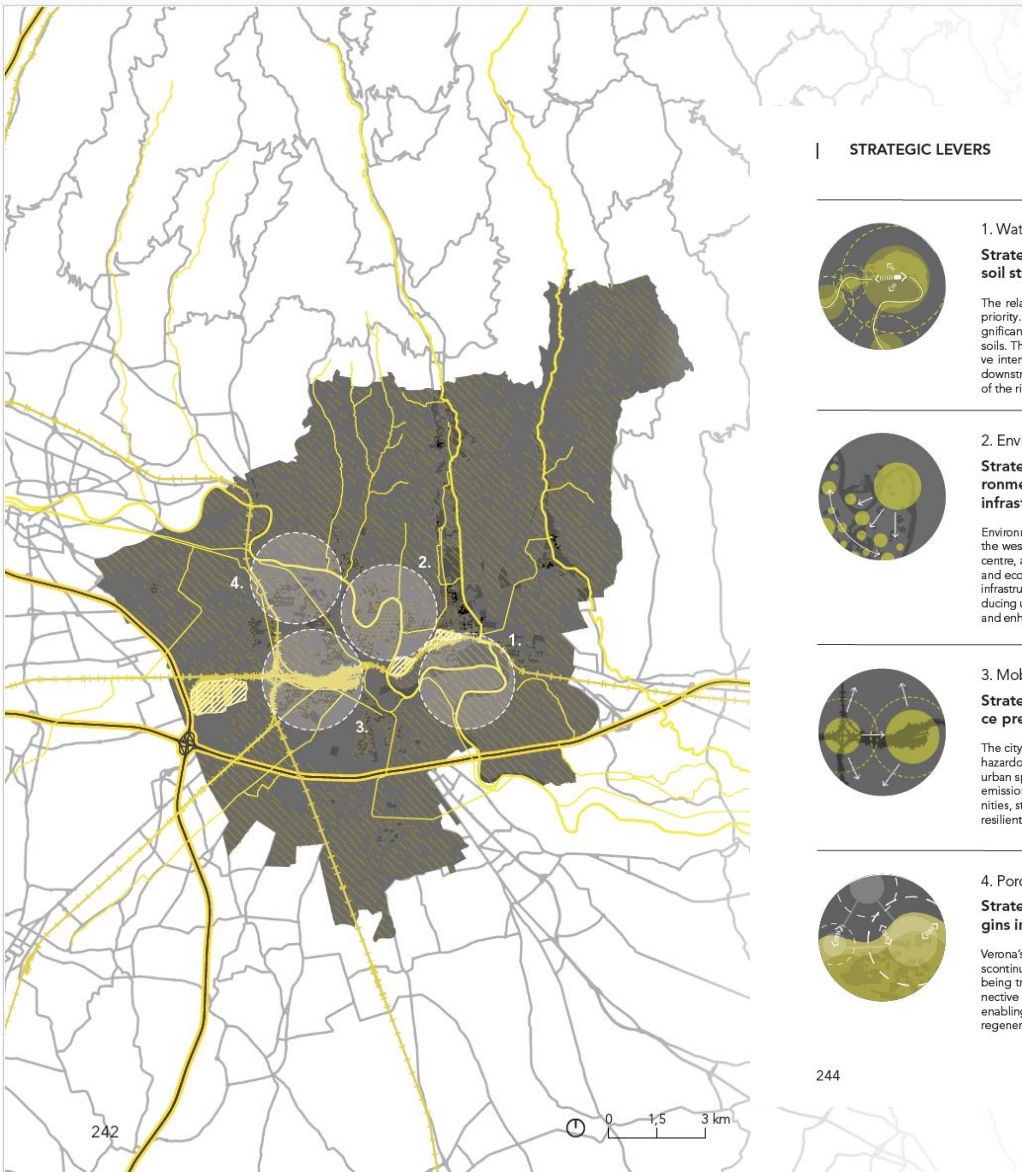 4.
2.
1.
3.
242
0 1,5 3 km
STRATEGIC LEVERS
1. Wat
Strate
soil st
The rela
priority.
gnifican
soils. Th
ve inter
downstr
of the ri
2. Env
Strate
ronme
infrast
Environm
the wes
centre, a
and eco
infrastru
ducing u
and enh
3. Mob
Strate
ce pre
The city
hazardo
urban sp
emission
nities, st
resilient
4. Poro
Strate
gins in
Verona's
scontinu
being tr
nective
enabling
regener
244